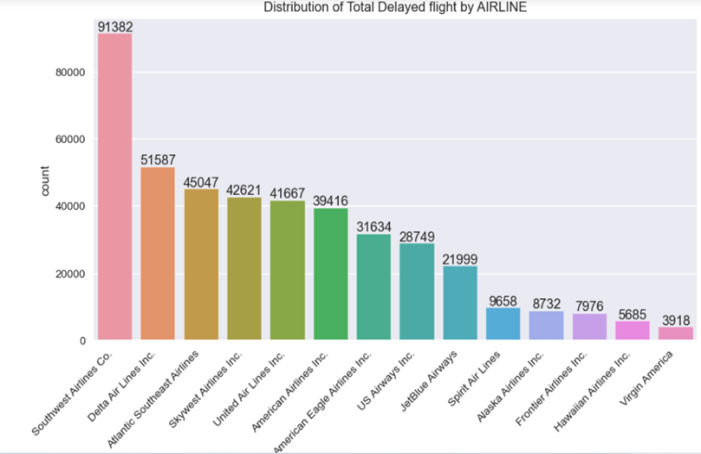 Distribution of Total Delayed flight by AIRLINE
91382
51587
45047
42621
41667
39416
31634
28749
21999
9658
8732
7976
5685
3918
80000
60000
40000
20000
0
count
Southwest Airlines Co.
Delta Air Lines Inc.
Atlantic Southeast Airlines
Skywest Airlines Inc.
United Air Lines Inc.
American Airlines Inc.
American Eagle Airlines Inc.
US Airways Inc.
JetBlue Airways
Spirit Air Lines
Alaska Airlines Inc.
Frontier Airlines Inc.
Hawaiian Airlines Inc.
Virgin America